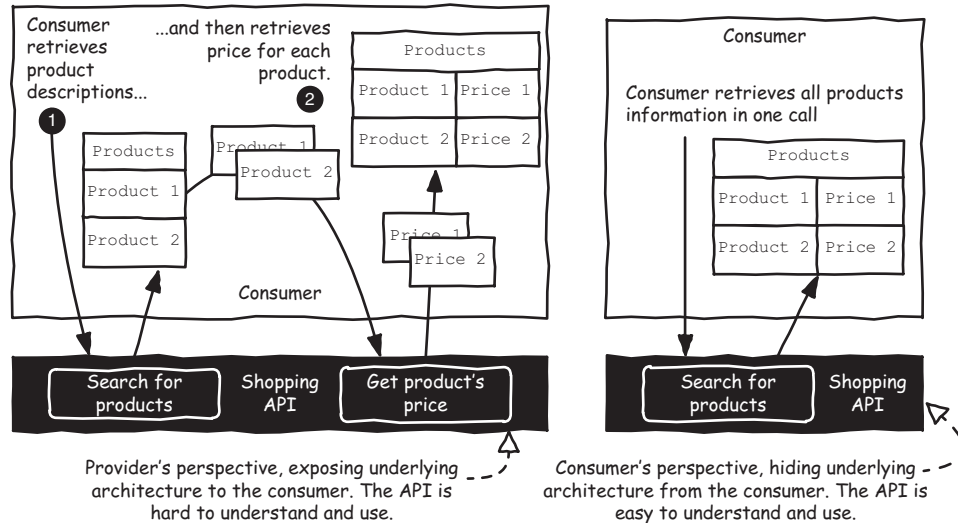 Consumer
retrieves
product
descriptions...
1
...and then retrieves
price for each
product.
2
Products
Product 1
Product 2
Product 1
Product 2
Products
Product 1 Price 1
Product 2 Price 2
Price 1
Price 2
Consumer
Search for
products
Shopping
API
Get product's
price
Provider's perspective, exposing underlying
architecture to the consumer. The API is
hard to understand and use.
Consumer
Consumer retrieves all products
information in one call
Products
Product 1 Price 1
Product 2 Price 2
Search for
products
Shopping
API
Consumer's perspective, hiding underlying
architecture from the consumer. The API is
easy to understand and use.